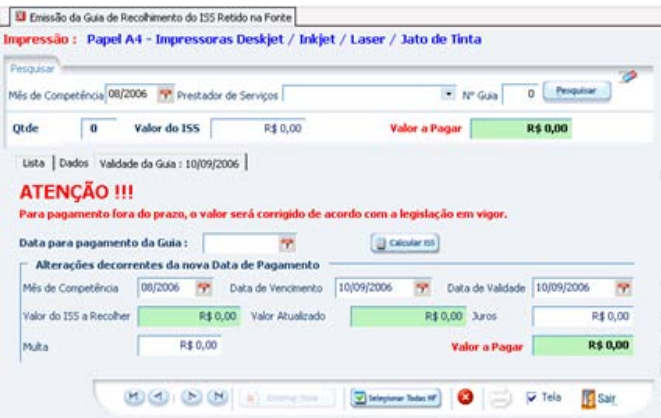 Emissão da Guia de Recolhimento do ISS Retido na Fonte
Impressão : Papel A4 - Impressoras Deskjet / Inkjet / Laser / Jato de Tinta
Pesquisar
Mês de Competência 08/2006 Prestador de Serviços Nº Guia 0 Pesquisar
Qtde 0 Valor do ISS R$ 0,00 Valor a Pagar R$ 0,00
Lista Dados Validade da Guia : 10/09/2006
ATENÇÃO !!!
Para pagamento fora do prazo, o valor será corrigido de acordo com a legislação em vigor.
Data para pagamento da Guia : Calcular ISS
Alterações decorrentes da nova Data de Pagamento
Mês de Competência 08/2006 Data de Vencimento 10/09/2006 Data de Validade 10/09/2006
Valor do ISS a Recolher R$ 0,00 Valor Atualizado R$ 0,00 Juros R$ 0,00
Multa R$ 0,00 Valor a Pagar R$ 0,00
Selecionar Todas NF Tela Sair